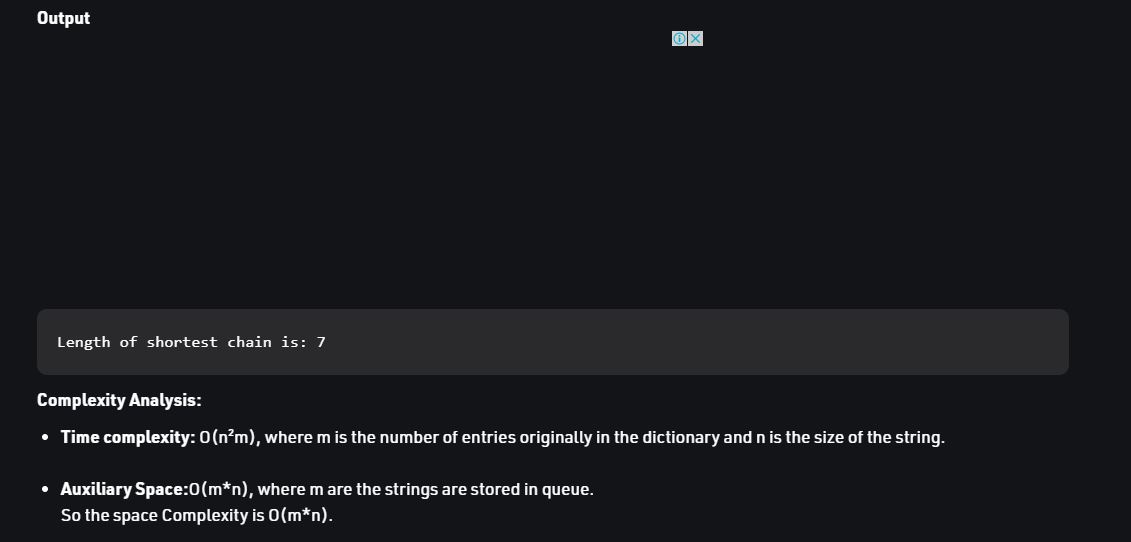 Output
Length of shortest chain is: 7
Complexity Analysis:
• Time complexity: O(n²m), where m is the number of entries originally in the dictionary and n is the size of the string.
• Auxiliary Space:O(m*n), where m are the strings are stored in queue.
So the space Complexity is O(m*n).